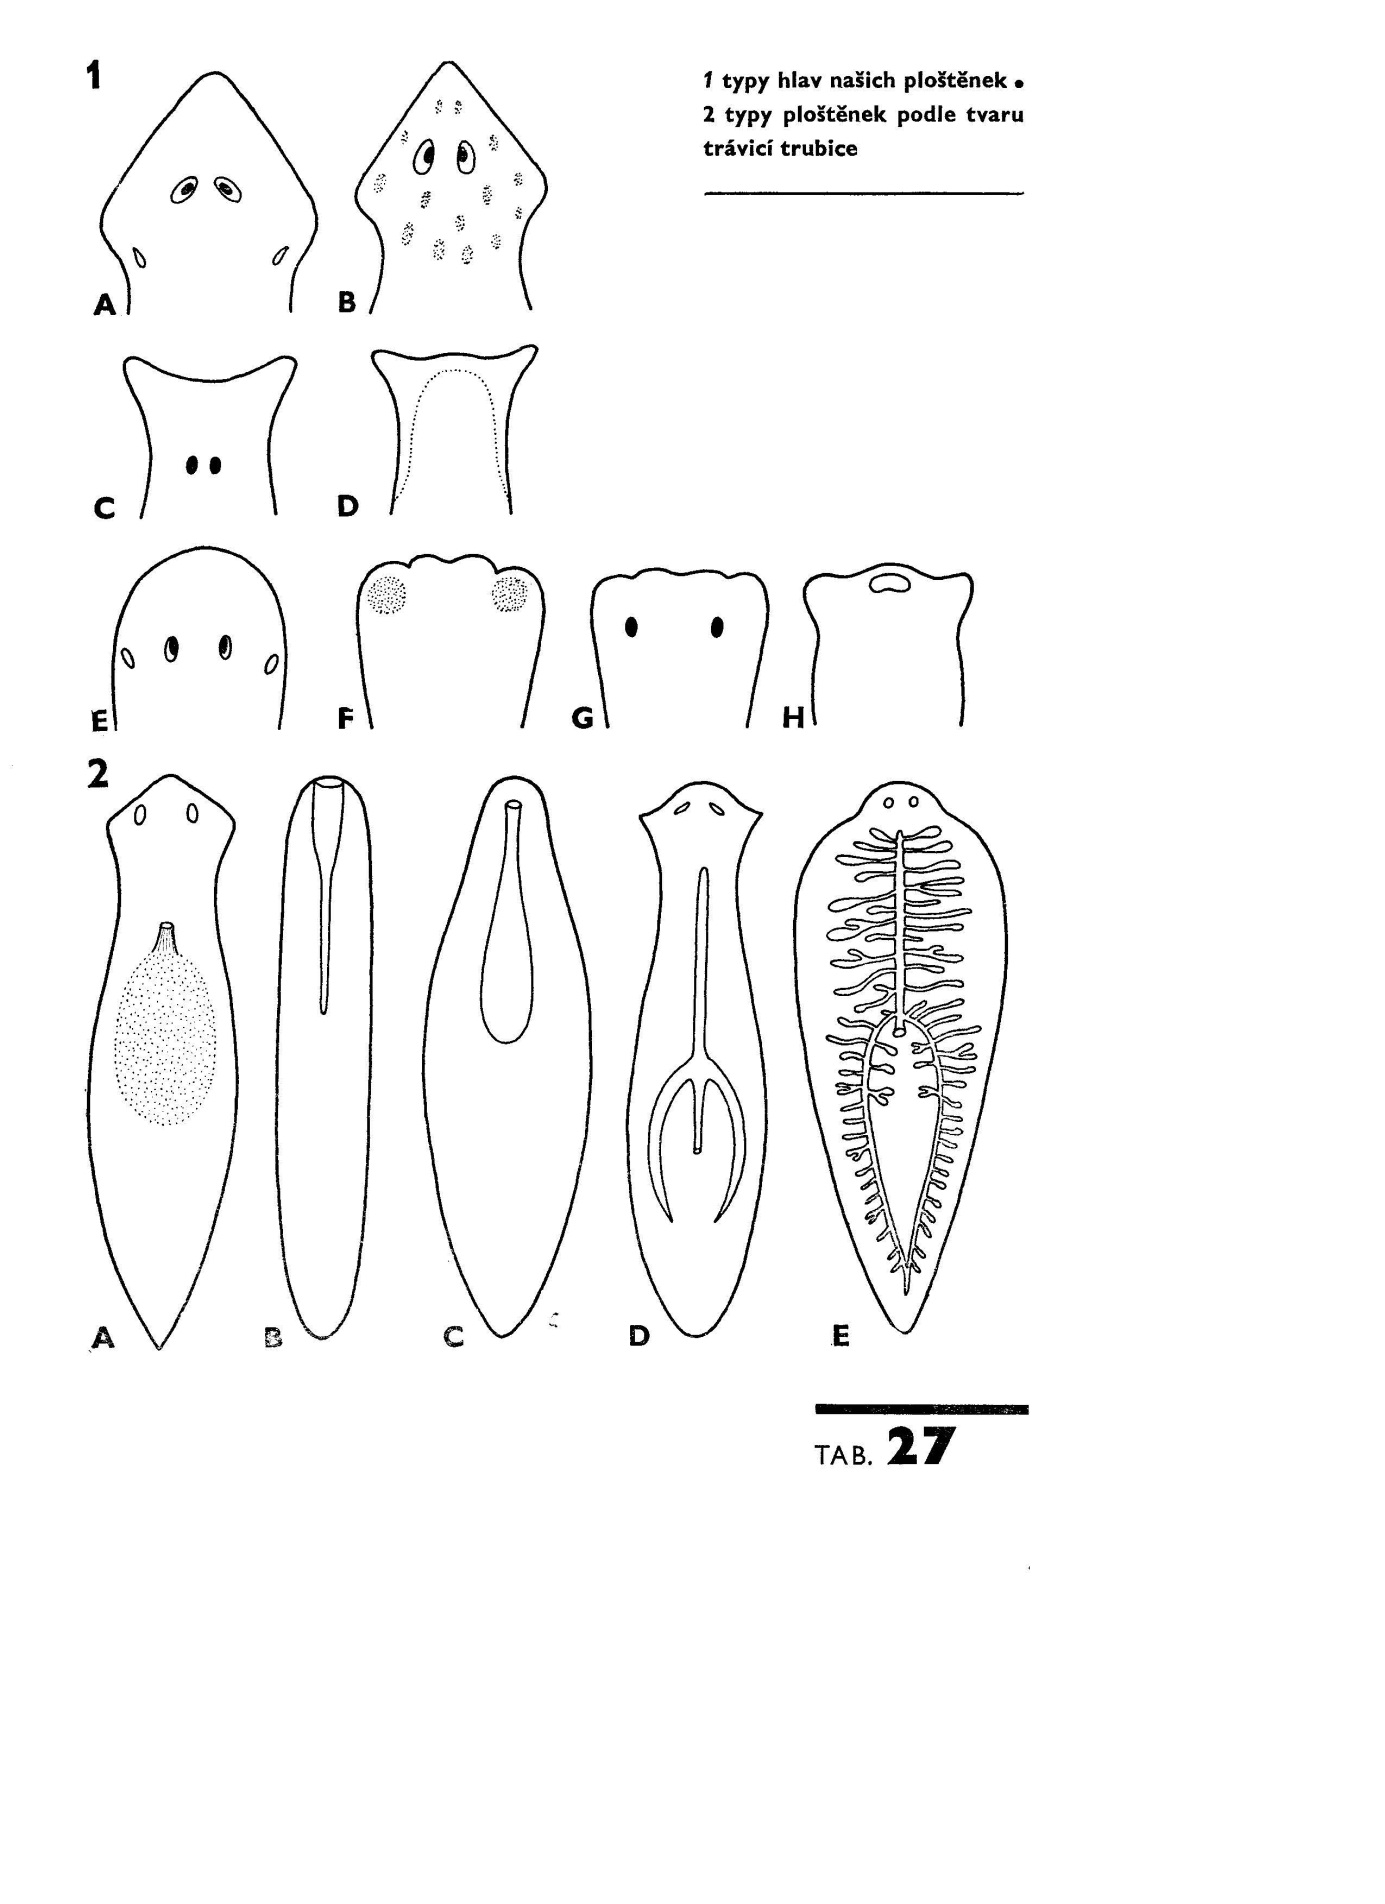 1
1 typy hlav našich ploštěnek •
2 typy ploštěnek podle tvaru
trávicí trubice
A
B
C
D
E
F
G
H
2
A
B
C
D
E
TAB. 27